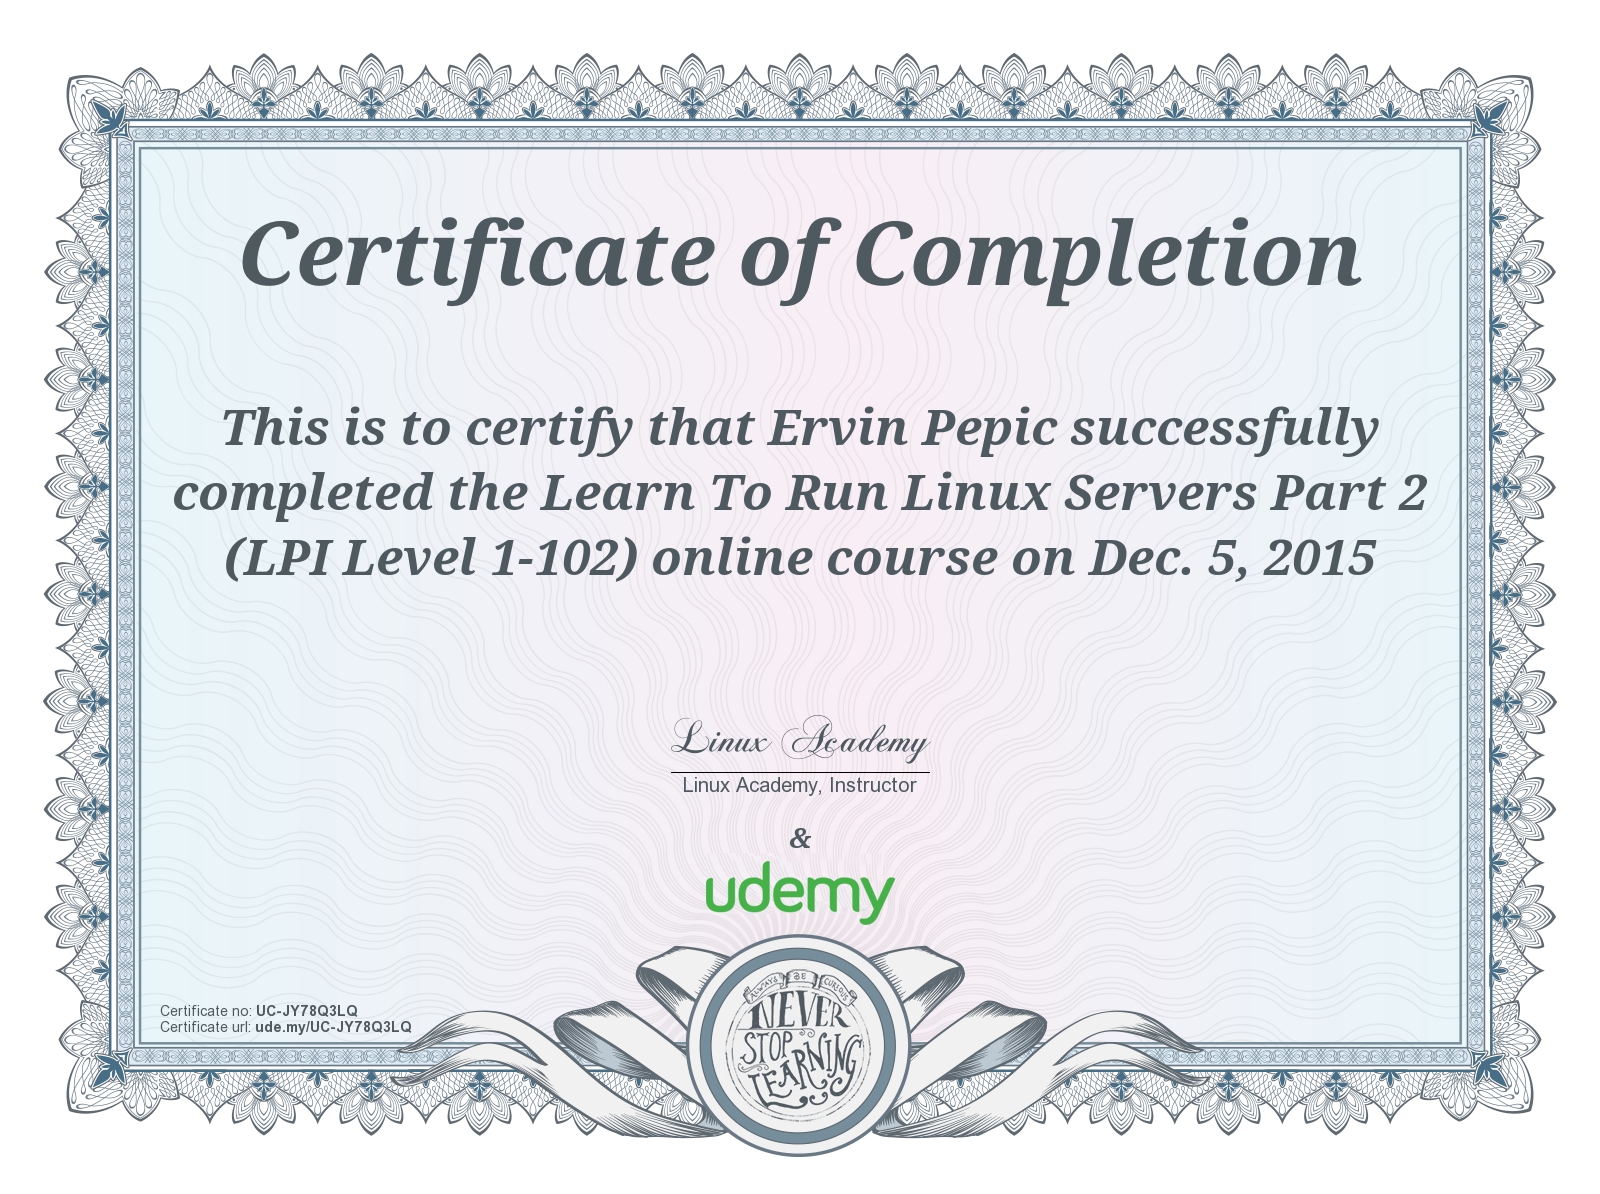 Certificate of Completion
This is to certify that Ervin Pepic successfully
completed the Learn To Run Linux Servers Part 2
(LPI Level 1-102) online course on Dec. 5, 2015
Linux Academy
Linux Academy, Instructor
&
udemy
Certificate no: UC-JY78Q3LQ
Certificate url: ude.my/UC-JY78Q3LQ
ALWAYS BE CURIOUS
NEVER
STOP
LEARNING